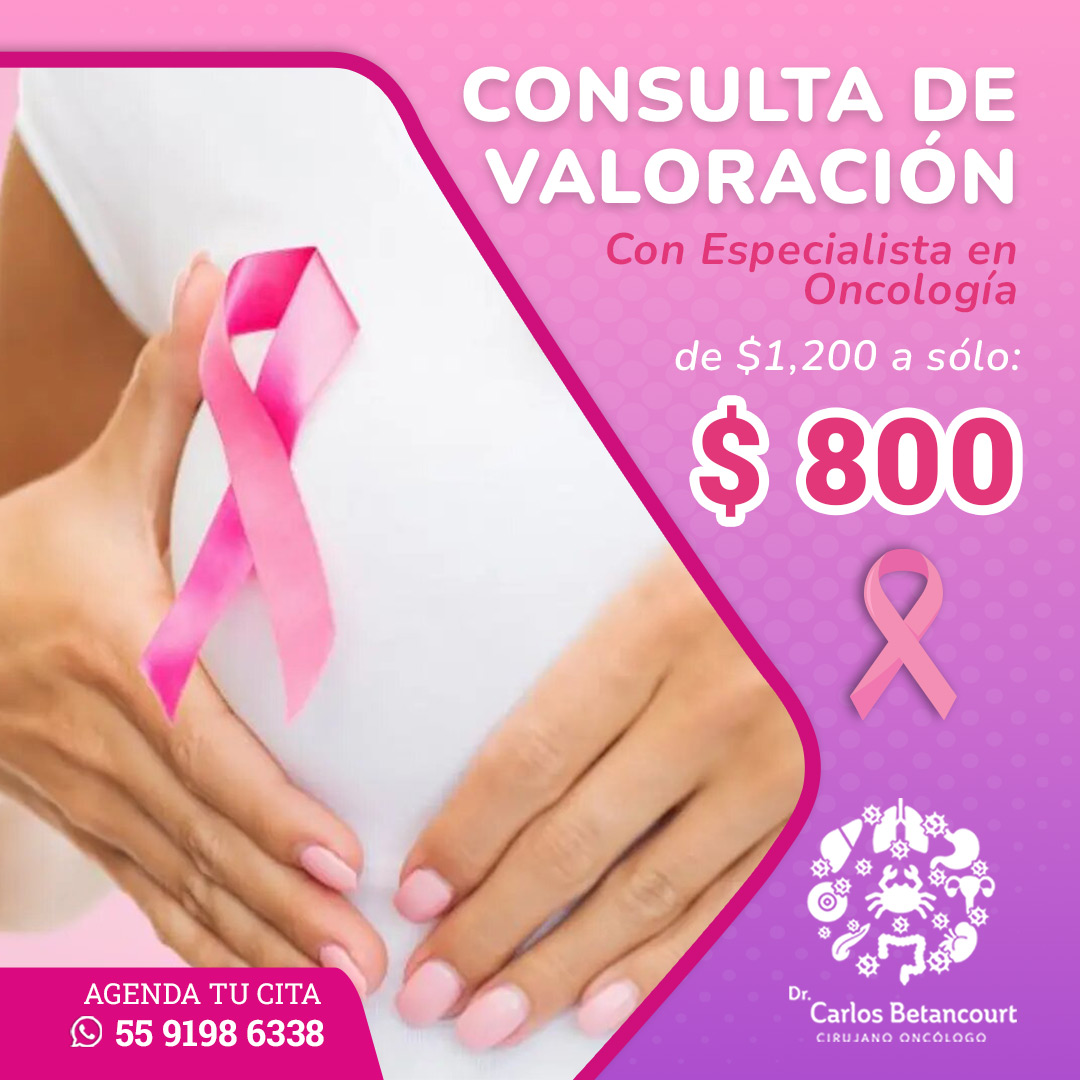 CONSULTA DE
VALORACIÓN
Con Especialista en
Oncología
de $1,200 a sólo:
$ 800
Dr.
Carlos Betancourt
CIRUJANO ONCÓLOGO
AGENDA TU CITA
55 9198 6338